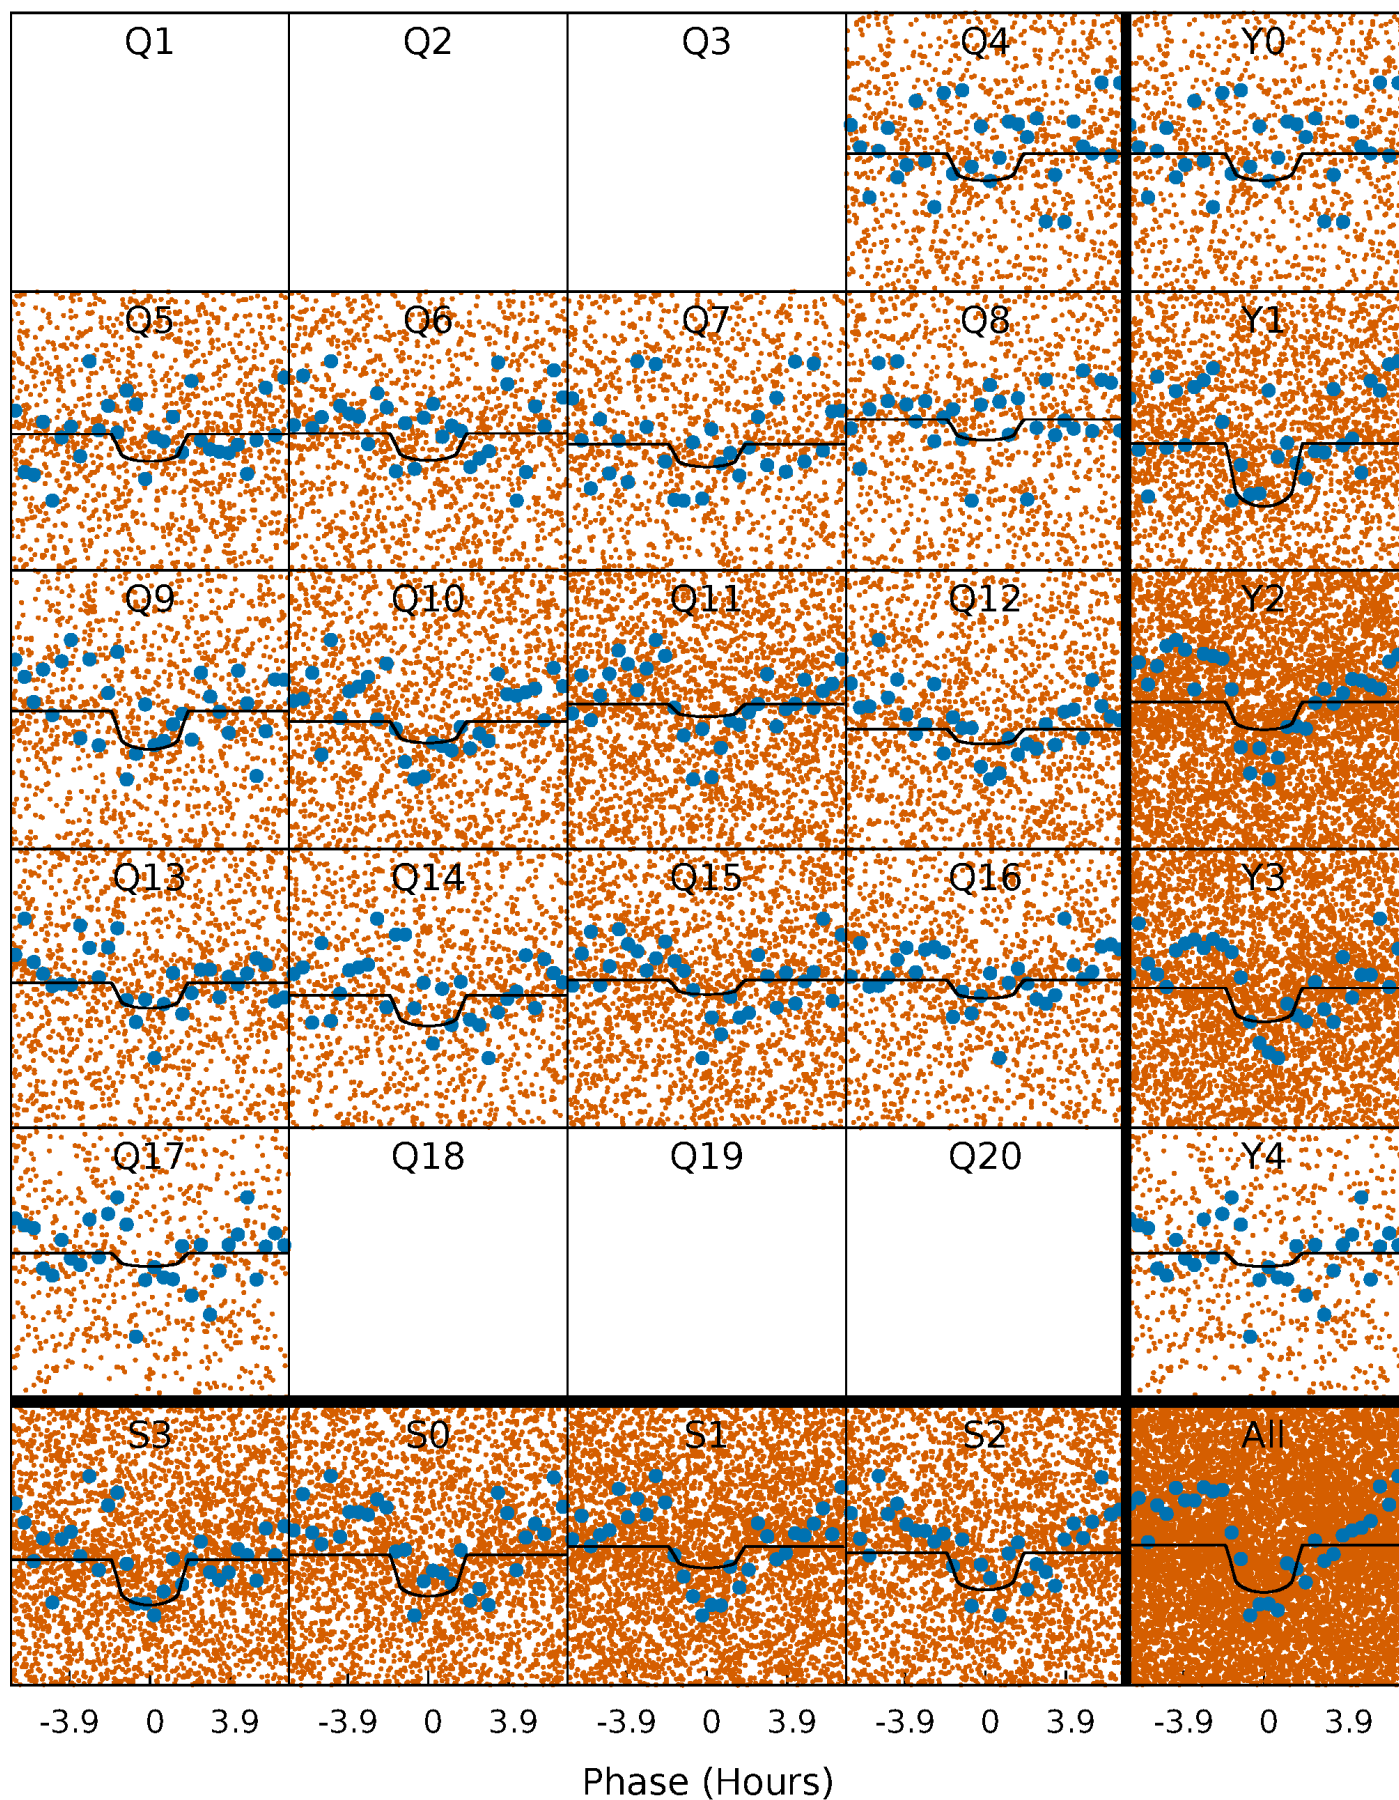 Q1 Q2 Q3 Q4 Y0
Q5 Q6 Q7 Q8 Y1
Q9 Q10 Q11 Q12 Y2
Q13 Q14 Q15 Q16 Y3
Q17 Q18 Q19 Q20 Y4
S3 S0 S1 S2 All
-3.9 0 3.9 -3.9 0 3.9 -3.9 0 3.9 -3.9 0 3.9 -3.9 0 3.9
Phase (Hours)